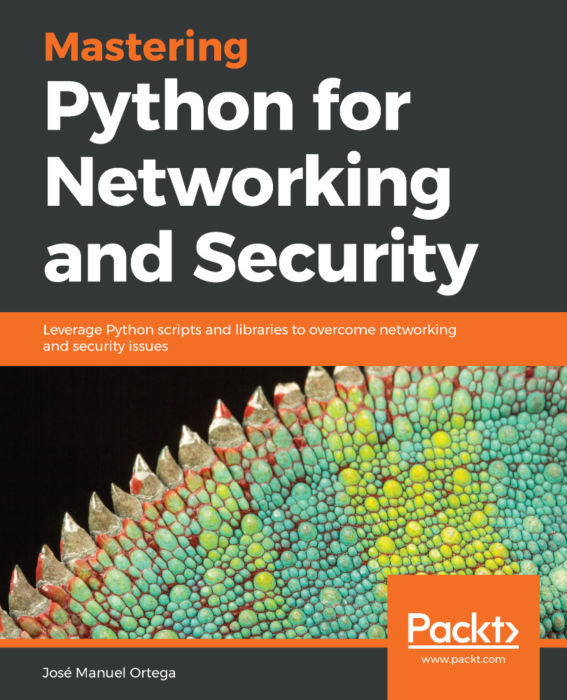 Mastering
Python for
Networking
and Security
Leverage Python scripts and libraries to overcome networking
and security issues
Packt>
www.packt.com
José Manuel Ortega